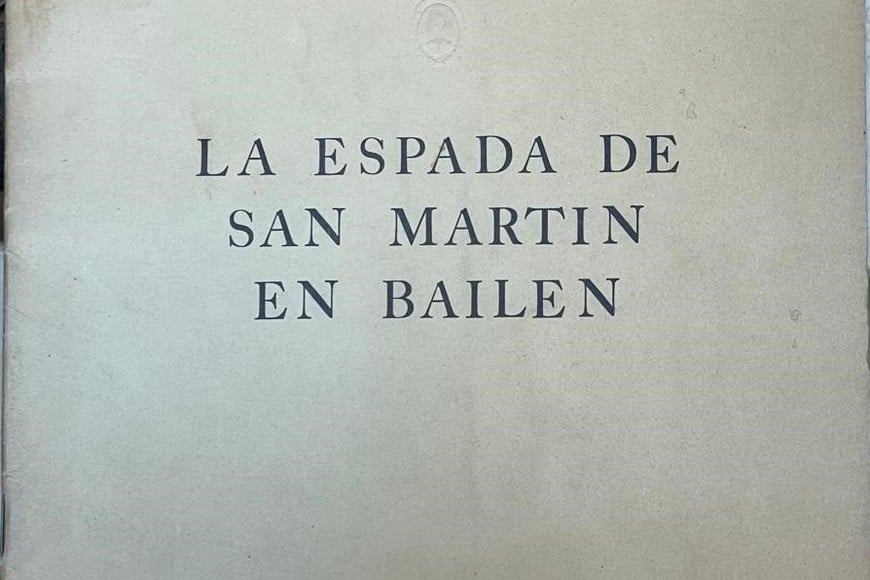 LA ESPADA DE
SAN MARTIN
EN BAILEN